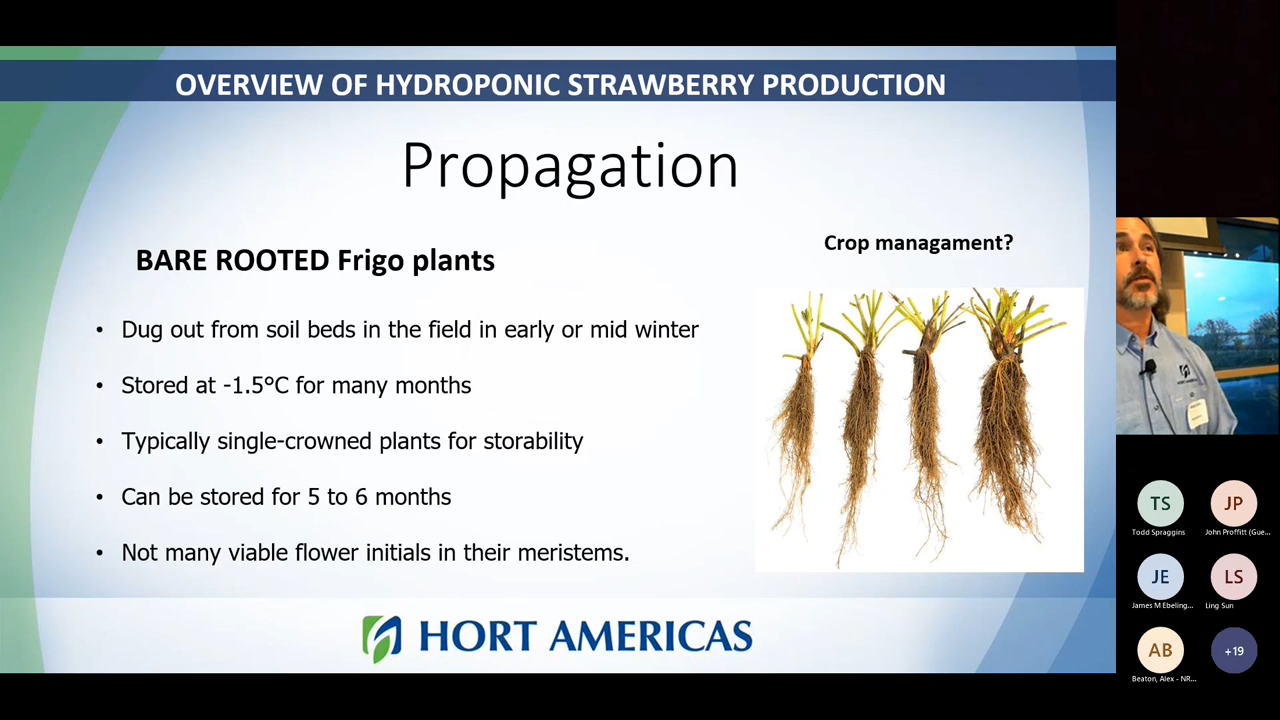 OVERVIEW OF HYDROPONIC STRAWBERRY PRODUCTION
Propagation
BARE ROOTED Frigo plants
Crop managament?
• Dug out from soil beds in the field in early or mid winter
• Stored at -1.5°C for many months
• Typically single-crowned plants for storability
• Can be stored for 5 to 6 months
• Not many viable flower initials in their meristems.
HORT AMERICAS
HORT AMERICAS
TS
JP
Todd Spraggins
John Proffitt (Gue...
JE
LS
James M Ebeling...
Ling Sun
AB
+19
Beaton, Alex - NR...